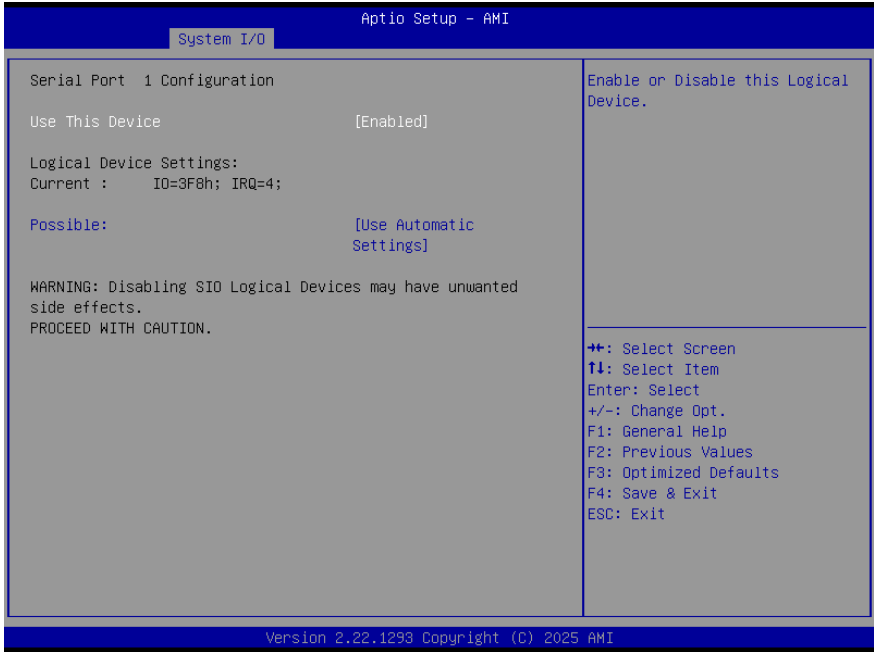 Aptio Setup – AMI
System I/O
Serial Port  1 Configuration
Use This Device [Enabled]
Logical Device Settings:
Current : IO=3F8h; IRQ=4;
Possible: [Use Automatic
Settings]
WARNING: Disabling SIO Logical Devices may have unwanted
side effects.
PROCEED WITH CAUTION.
Enable or Disable this Logical
Device.
→←: Select Screen
↑↓: Select Item
Enter: Select
+/-: Change Opt.
F1: General Help
F2: Previous Values
F3: Optimized Defaults
F4: Save & Exit
ESC: Exit
Version 2.22.1293 Copyright (C) 2025 AMI